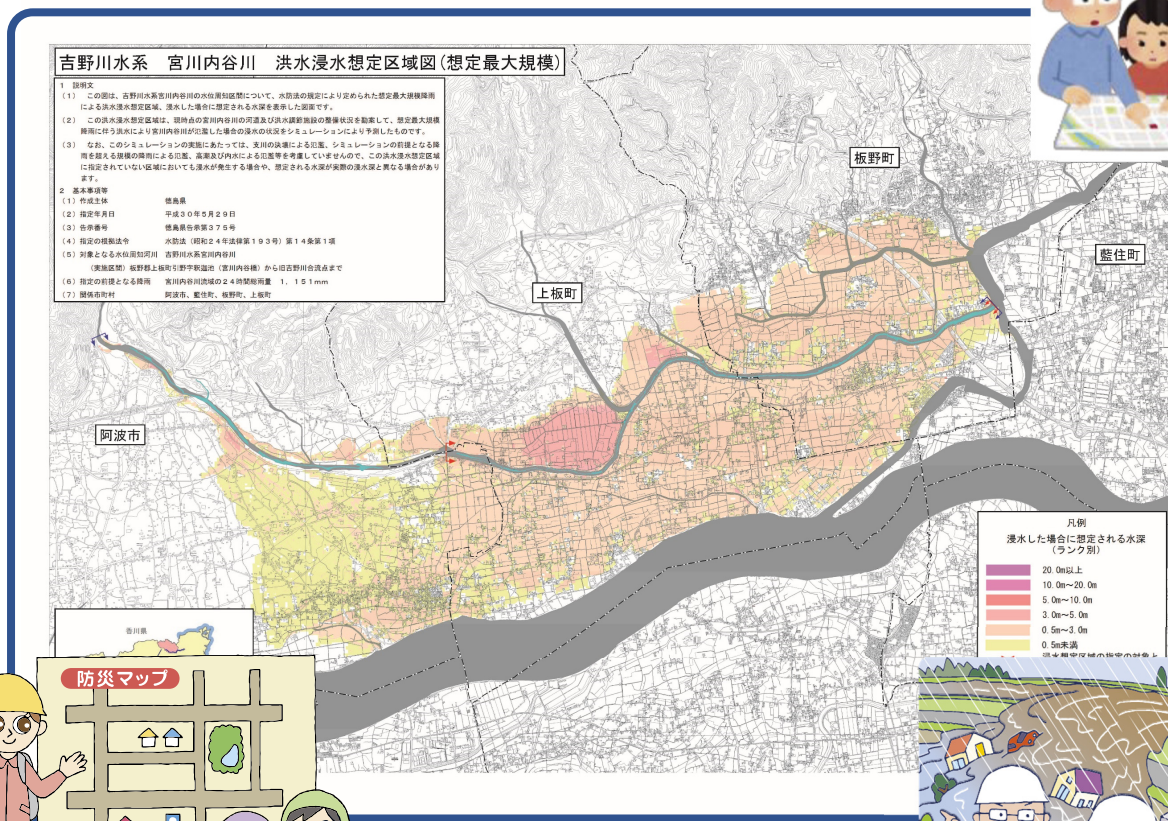 吉野川水系　宮川内谷川　洪水浸水想定区域図(想定最大規模)
１　説明文
（１）　この図は、吉野川水系宮川内谷川の水位周知区間について、水防法の規定により定められた想定最大規模降雨
による洪水浸水想定区域、浸水した場合に想定される水深を表示した図面です。
（２）　この洪水浸水想定区域は、現時点の宮川内谷川の河道及び洪水調節施設の整備状況を勘案して、想定最大規模
降雨に伴う洪水により宮川内谷川が氾濫した場合の浸水の状況をシミュレーションにより予測したものです。
（３）　なお、このシミュレーションの実施にあたっては、支川の決壊による氾濫、シミュレーションの前提となる降
雨を超える規模の降雨による氾濫、高潮及び内水による氾濫等を考慮していませんので、この洪水浸水想定区域
に指定されていない区域においても浸水が発生する場合や、想定される水深が実際の浸水深と異なる場合があり
ます。
２　基本事項等
（１）作成主体　徳島県
（２）指定年月日　平成３０年５月２９日
（３）告示番号　徳島県告示第３７５号
（４）指定の根拠法令　水防法（昭和２４年法律第１９３号）第１４条第１項
（５）対象となる水位周知河川　吉野川水系宮川内谷川
（実施区間）板野郡上板町引野字釈迦池（宮川内谷橋）から旧吉野川合流点まで
（６）指定の前提となる降雨　宮川内谷川流域の２４時間総雨量　１，１５１mm
（７）関係市町村　阿波市、藍住町、板野町、上板町
板野町
藍住町
上板町
阿波市
凡例
浸水した場合に想定される水深
（ランク別）
20.0m以上
10.0m～20.0m
5.0m～10.0m
3.0m～5.0m
0.5m～3.0m
0.5m未満
浸水想定区域の指定の対象と
香川県
防災マップ